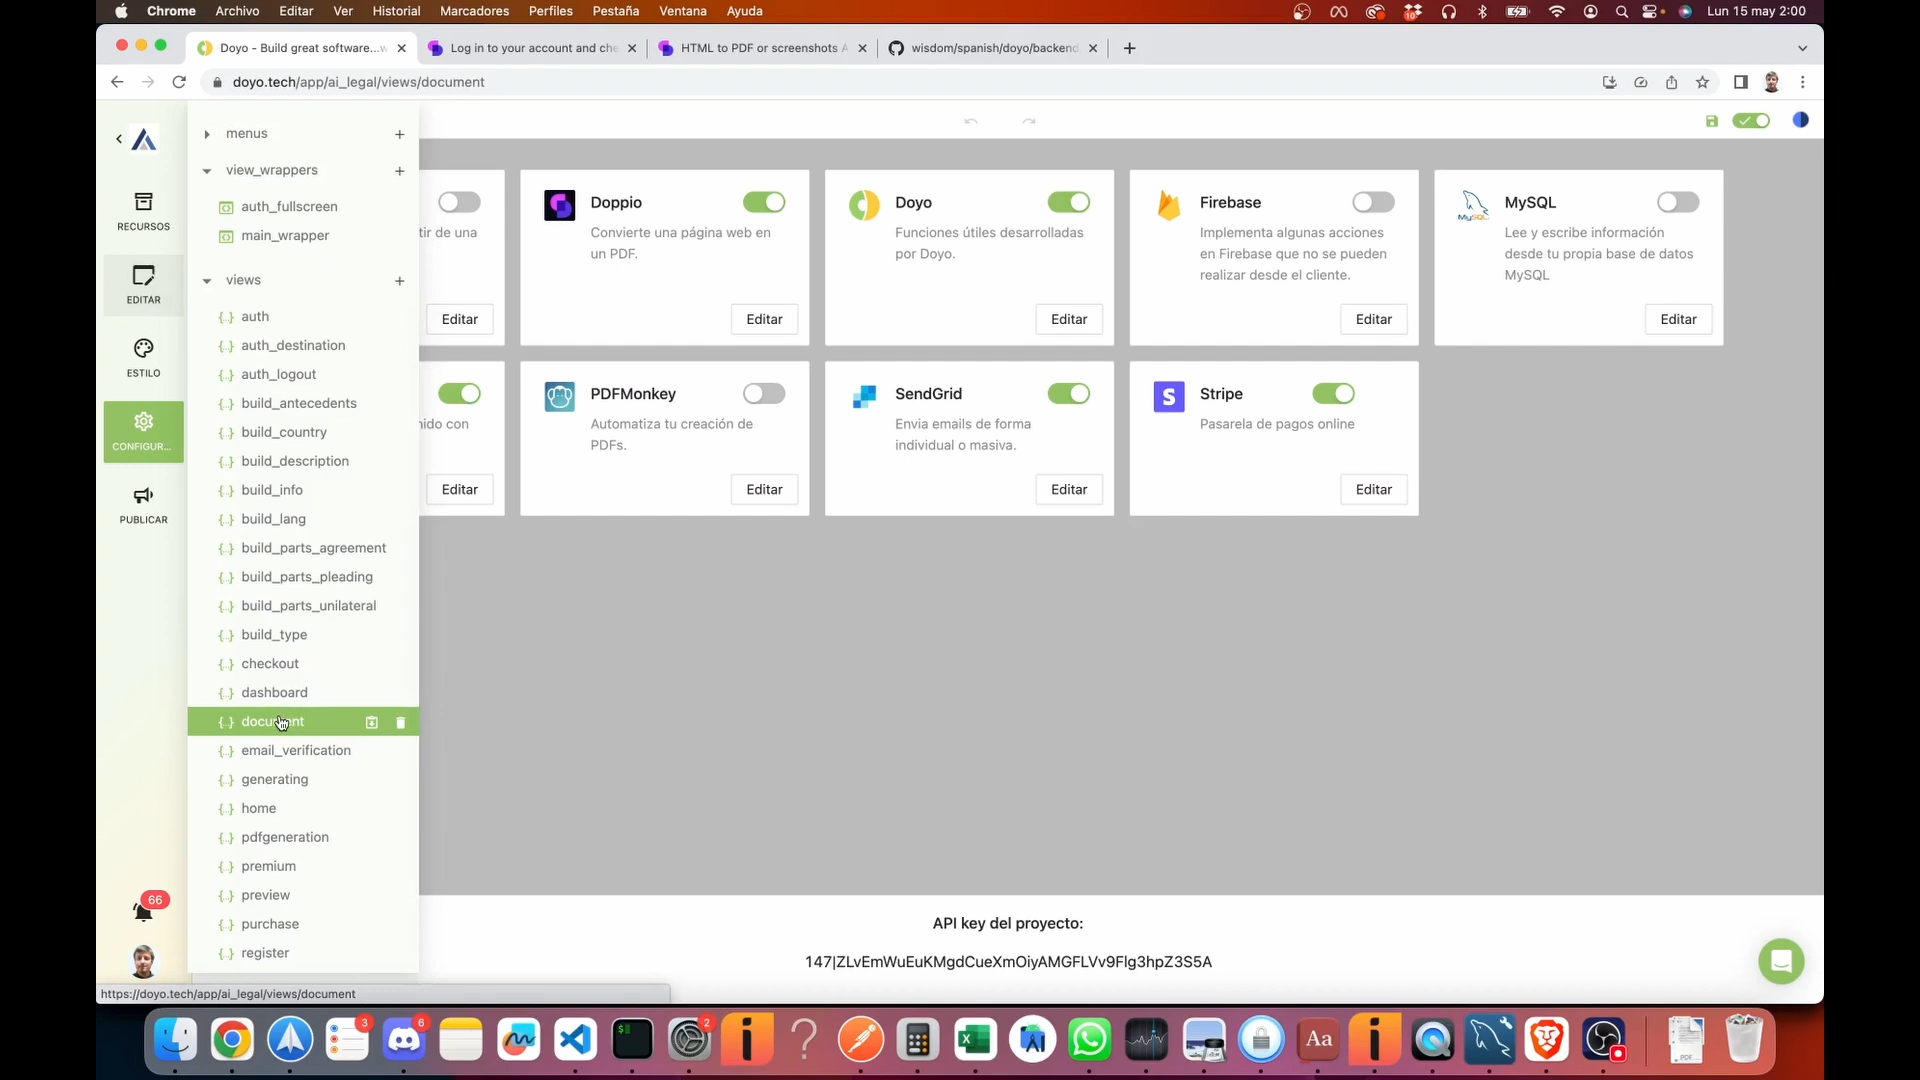 Chrome Archivo Editar Ver Historial Marcadores Perfiles Pestaña Ventana Ayuda
10
Lun 15 may 2:00
Doyo - Build great software...w
Log in to your account and che
HTML to PDF or screenshots A
wisdom/spanish/doyo/backend
doyo.tech/app/ai_legal/views/document
RECURSOS
EDITAR
ESTILO
CONFIGUR...
PUBLICAR
66
menus
view_wrappers
auth_fullscreen
main_wrapper
views
auth
auth_destination
auth_logout
build_antecedents
build_country
build_description
build_info
build_lang
build_parts_agreement
build_parts_pleading
build_parts_unilateral
build_type
checkout
dashboard
document
email_verification
generating
home
pdfgeneration
premium
preview
purchase
register
tir de una
Editar
Doppio
Convierte una página web en
un PDF.
Editar
Doyo
Funciones útiles desarrolladas
por Doyo.
Editar
Firebase
Implementa algunas acciones
en Firebase que no se pueden
realizar desde el cliente.
Editar
MySQL
MySQL
Lee y escribe información
desde tu propia base de datos
MySQL
Editar
nido con
Editar
PDFMonkey
Automatiza tu creación de
PDFs.
Editar
SendGrid
Envia emails de forma
individual o masiva.
Editar
S
Stripe
Pasarela de pagos online
Editar
API key del proyecto:
147|ZLvEmWuEuKMgdCueXmOiyAMGFLVv9Flg3hpZ3S5A
https://doyo.tech/app/ai_legal/views/document
3
6
2
Aa
PDF